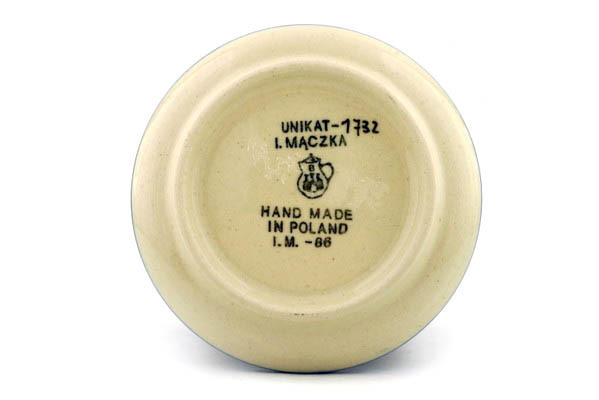 UNIKAT-1732
I. MĄCZKA
B
HAND MADE
IN POLAND
I.M. -86